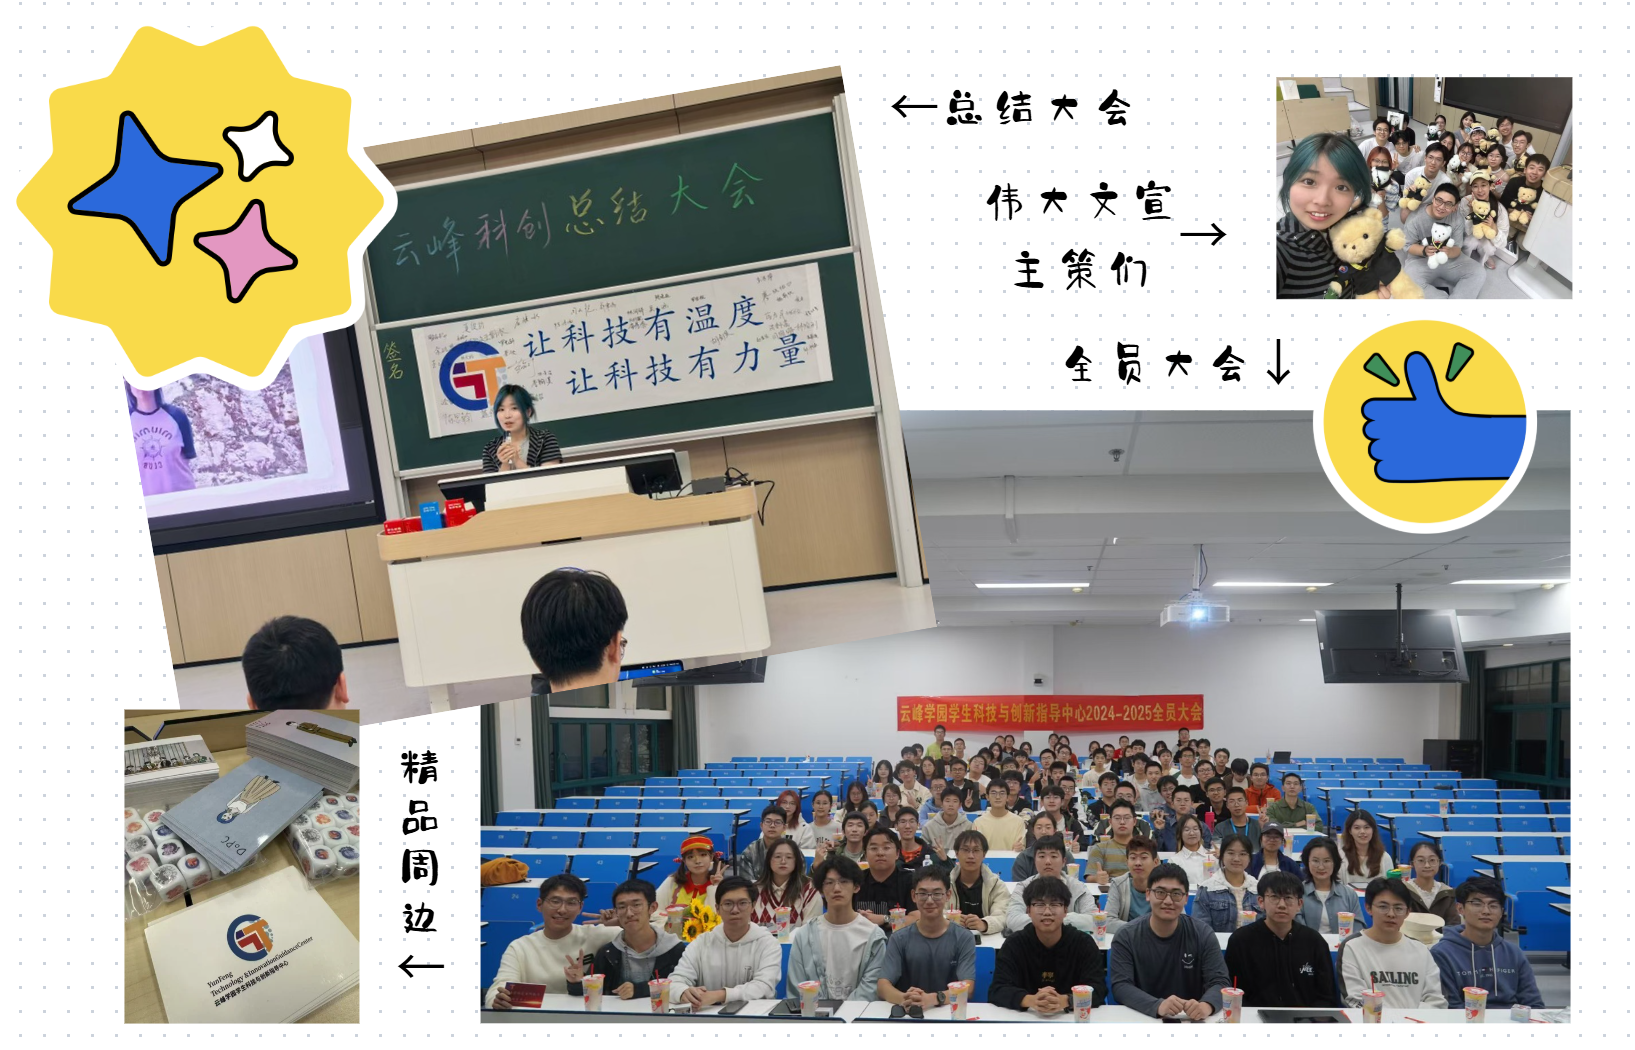 ←总结大会
伟大文宣
主策们→
全员大会↓
云峰科创总结大会
签名
让科技有温度
让科技有力量
云峰学园学生科技与创新指导中心2024-2025全员大会
精品周边
←
DoPC
YunFeng
Technology &InnovationGuidanceCenter
云峰学园学生科技与创新指导中心
SAILING